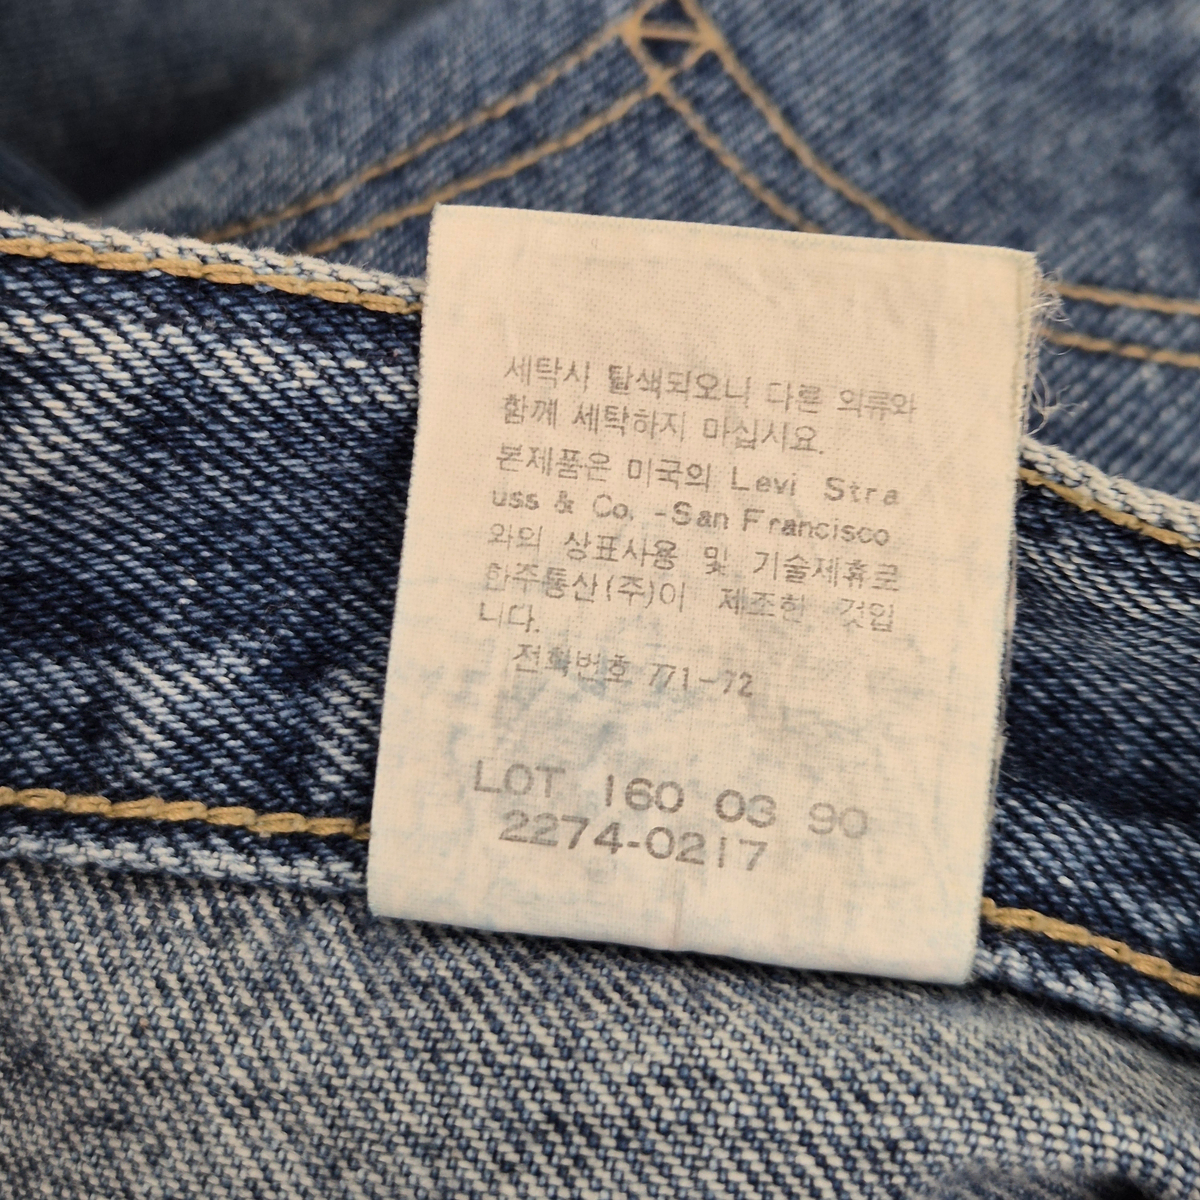 세탁시 탈색되오니 다른 의류와
함께 세탁하지 마십시요.
본제품은 미국의 Levi Stra
uss & Co. -San Francisco
와의 상표사용 및 기술제휴로
한주통산(주)이 제조한 것입
니다.
전화번호 771-72
LOT 160 03 90
2274-0217